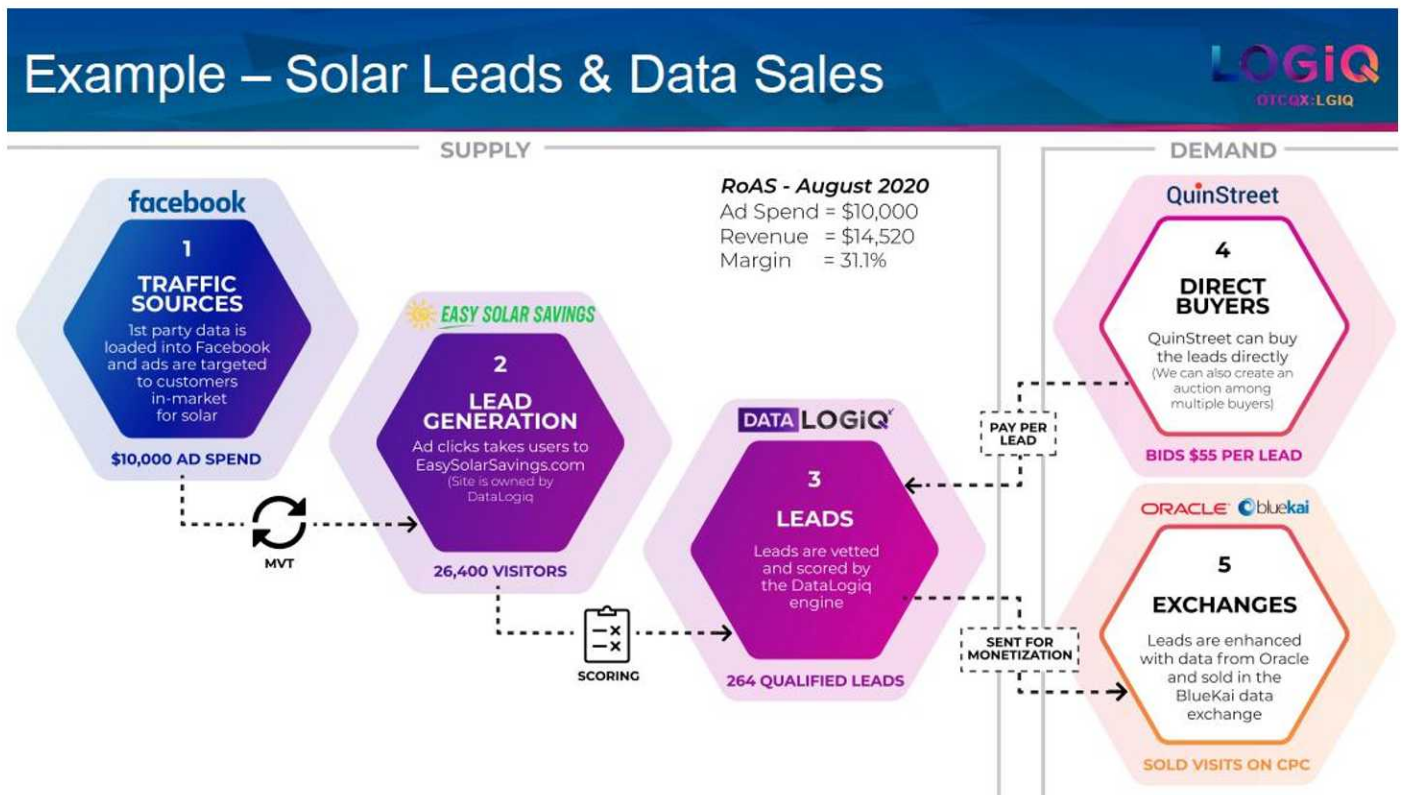 Example – Solar Leads & Data Sales
LOGiQ
OTCQX:LGIQ
SUPPLY
DEMAND
RoAS - August 2020
Ad Spend = $10,000
Revenue = $14,520
Margin = 31.1%
facebook
1
TRAFFIC
SOURCES
1st party data is
loaded into Facebook
and ads are targeted
to customers
in-market
for solar
$10,000 AD SPEND
MVT
EASY SOLAR SAVINGS
2
LEAD
GENERATION
Ad clicks takes users to
EasySolarSavings.com
(Site is owned by
DataLogiq
26,400 VISITORS
SCORING
DATA LOGiQ
3
LEADS
Leads are vetted
and scored by
the DataLogiq
engine
264 QUALIFIED LEADS
PAY PER
LEAD
SENT FOR
MONETIZATION
QuinStreet
4
DIRECT
BUYERS
QuinStreet can buy
the leads directly
(We can also create an
auction among
multiple buyers)
BIDS $55 PER LEAD
ORACLE bluekai
5
EXCHANGES
Leads are enhanced
with data from Oracle
and sold in the
BlueKai data
exchange
SOLD VISITS ON CPC